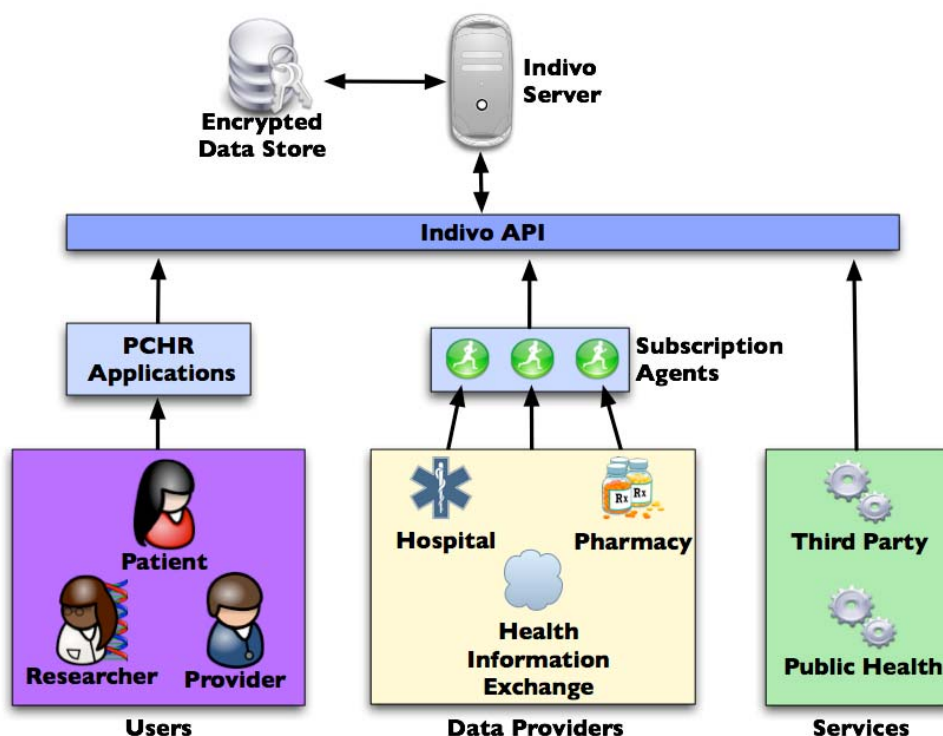 Indivo
Server
Encrypted
Data Store
Indivo API
PCHR
Applications
Subscription
Agents
Patient
Researcher
Provider
Users
Hospital
Pharmacy
Rx
Rx
Health
Information
Exchange
Data Providers
Third Party
Public Health
Services